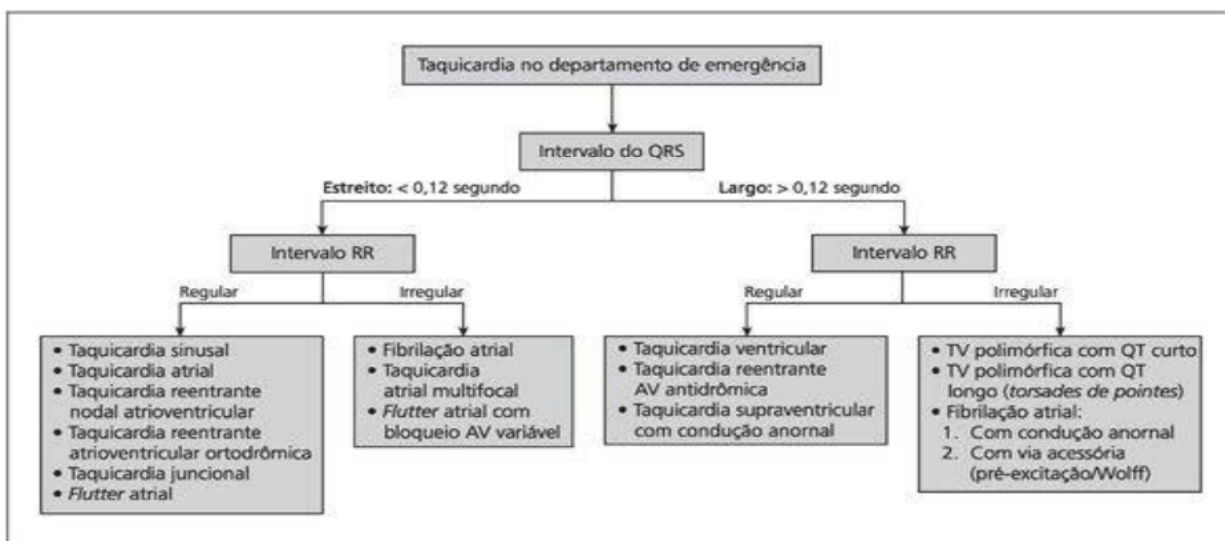 Taquicardia no departamento de emergência
Intervalo do QRS
Estreito: < 0,12 segundo
Largo: > 0,12 segundo
Intervalo RR
Intervalo RR
Regular
Irregular
Regular
Irregular
• Taquicardia sinusal
• Taquicardia atrial
• Taquicardia reentrante
nodal atrioventricular
• Taquicardia reentrante
atrioventricular ortodrômica
• Taquicardia juncional
• Flutter atrial
• Fibrilação atrial
• Taquicardia
atrial multifocal
• Flutter atrial com
bloqueio AV variável
• Taquicardia ventricular
• Taquicardia reentrante
AV antidrômica
• Taquicardia supraventricular
com condução anornal
• TV polimórfica com QT curto
• TV polimórfica com QT
longo (torsades de pointes)
• Fibrilação atrial:
1. Com condução anornal
2. Com via acessória
(pré-excitação/Wolff)